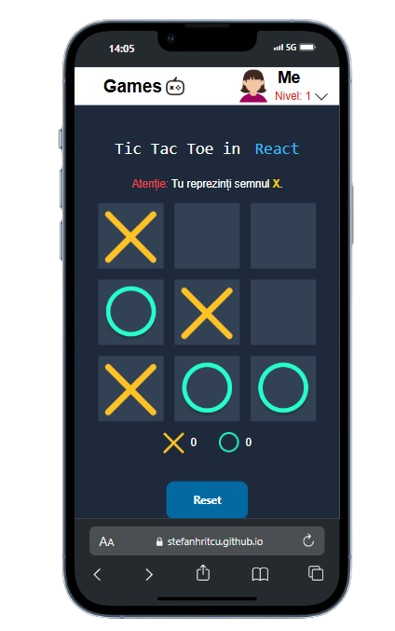 14:05
5G
Games
Me
Nivel: 1
Tic Tac Toe in React
Atenție: Tu reprezinți semnul X.
0 0
Reset
AA
stefanhritcu.github.io